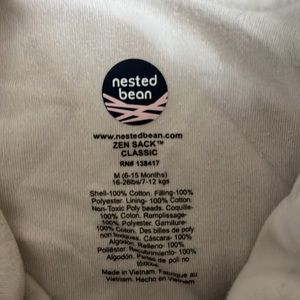 nested
bean
www.nestedbean.com
ZEN SACK™
CLASSIC
RN# 138417
M (6-15 Months)
16-26lbs/7-12 kgs
Shell-100% Cotton. Filling-100%
Polyester. Lining- 100% Cotton.
Non-Toxic Poly beads. Coquille-
100% Coton. Remplissage-
100% Polyester. Garniture-
100% Coton. Des billes de poly
non toxiques. Cáscara- 100%
Algodón. Relleno- 100%
Poliéster. Recubrimiento- 100%
Algodón. Perlas de poli no
tóxicas.
Made in Vietnam. Fabriqué au
Vietnam. Hecho en Vietnam.